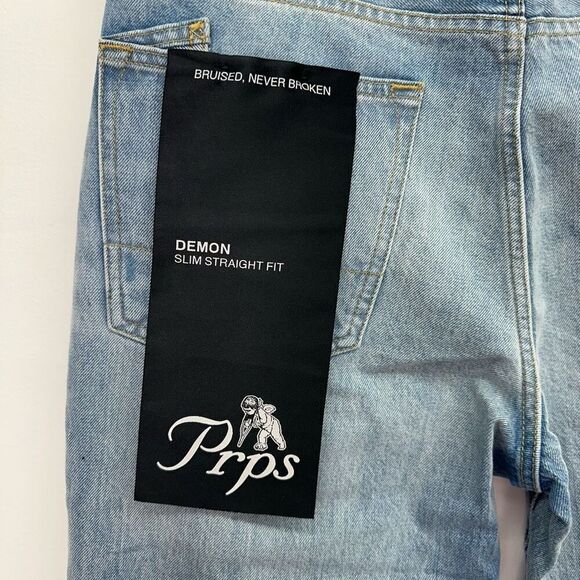 BRUISED, NEVER BROKEN
DEMON
SLIM STRAIGHT FIT
Prps